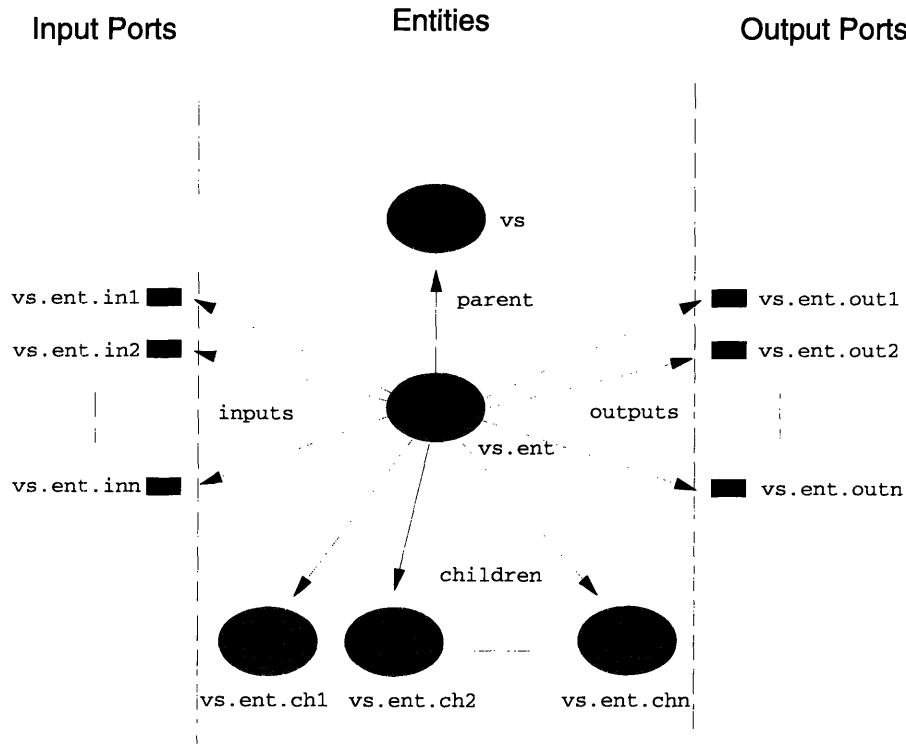 Input Ports
Entities
Output Ports
vs
vs.ent.in1
parent
vs.ent.out1
vs.ent.in2
vs.ent.out2
inputs
outputs
vs.ent
vs.ent.inn
vs.ent.outn
children
vs.ent.ch1
vs.ent.ch2
vs.ent.chn